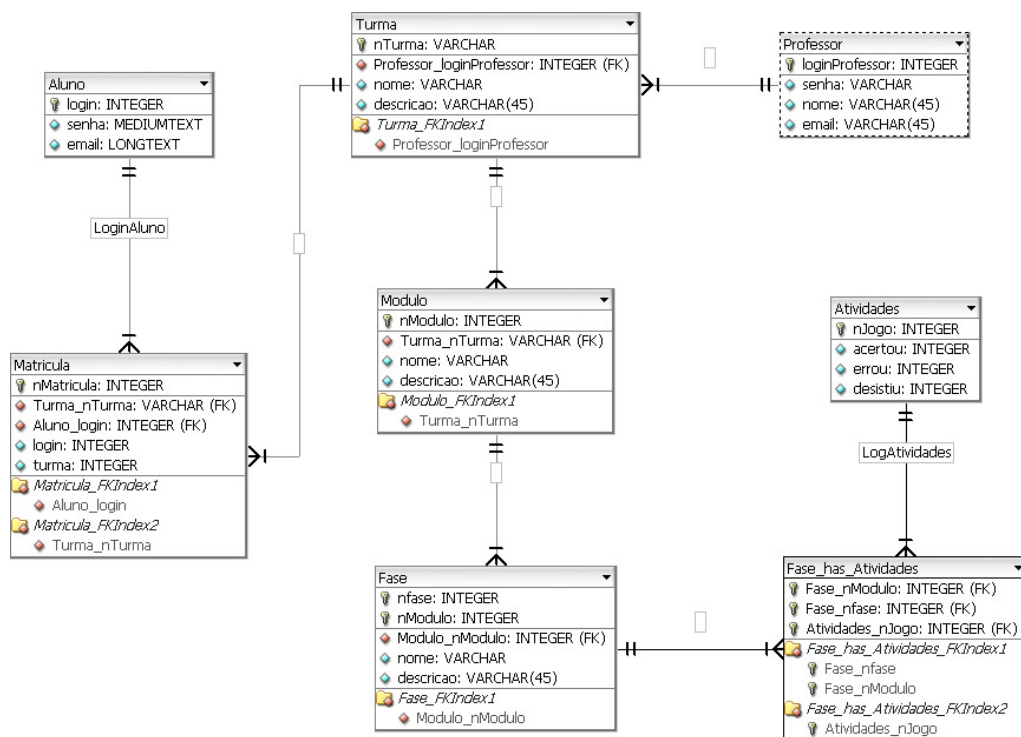 Turma
nTurma: VARCHAR
Professor_loginProfessor: INTEGER (FK)
nome: VARCHAR
descricao: VARCHAR(45)
Turma_FKIndex1
Professor_loginProfessor
Professor
loginProfessor: INTEGER
senha: VARCHAR
nome: VARCHAR(45)
email: VARCHAR(45)
Aluno
login: INTEGER
senha: MEDIUMTEXT
email: LONGTEXT
LoginAluno
Modulo
nModulo: INTEGER
Turma_nTurma: VARCHAR (FK)
nome: VARCHAR
descricao: VARCHAR(45)
Modulo_FKIndex1
Turma_nTurma
Atividades
nJogo: INTEGER
acertou: INTEGER
errou: INTEGER
desistiu: INTEGER
LogAtividades
Matricula
nMatricula: INTEGER
Turma_nTurma: VARCHAR (FK)
Aluno_login: INTEGER (FK)
login: INTEGER
turma: INTEGER
Matricula_FKIndex1
Aluno_login
Matricula_FKIndex2
Turma_nTurma
Fase
nfase: INTEGER
nModulo: INTEGER
Modulo_nModulo: INTEGER (FK)
nome: VARCHAR
descricao: VARCHAR(45)
Fase_FKIndex1
Modulo_nModulo
Fase_has_Atividades
Fase_nModulo: INTEGER (FK)
Fase_nfase: INTEGER (FK)
Atividades_nJogo: INTEGER (FK)
Fase_has_Atividades_FKIndex1
Fase_nfase
Fase_nModulo
Fase_has_Atividades_FKIndex2
Atividades_nJogo